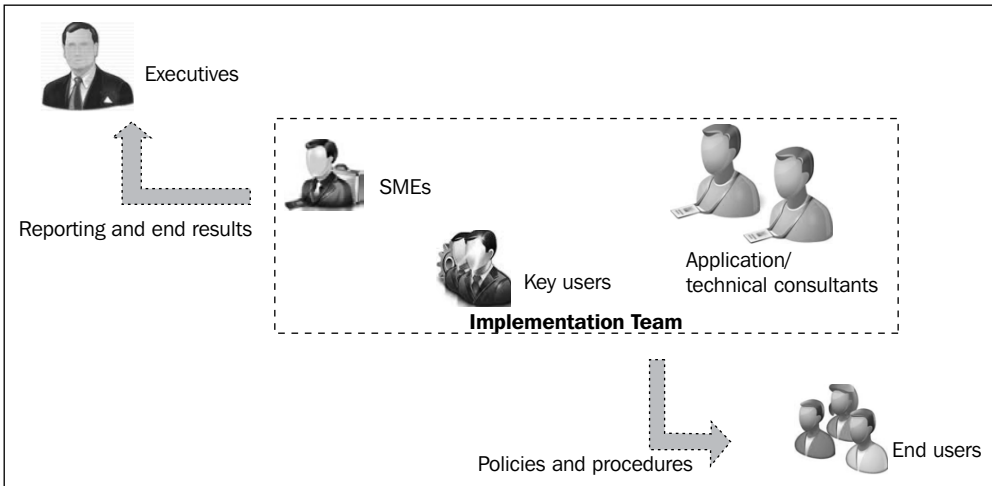 Executives
SMEs
Reporting and end results
Key users
Application/
technical consultants
Implementation Team
Policies and procedures
End users